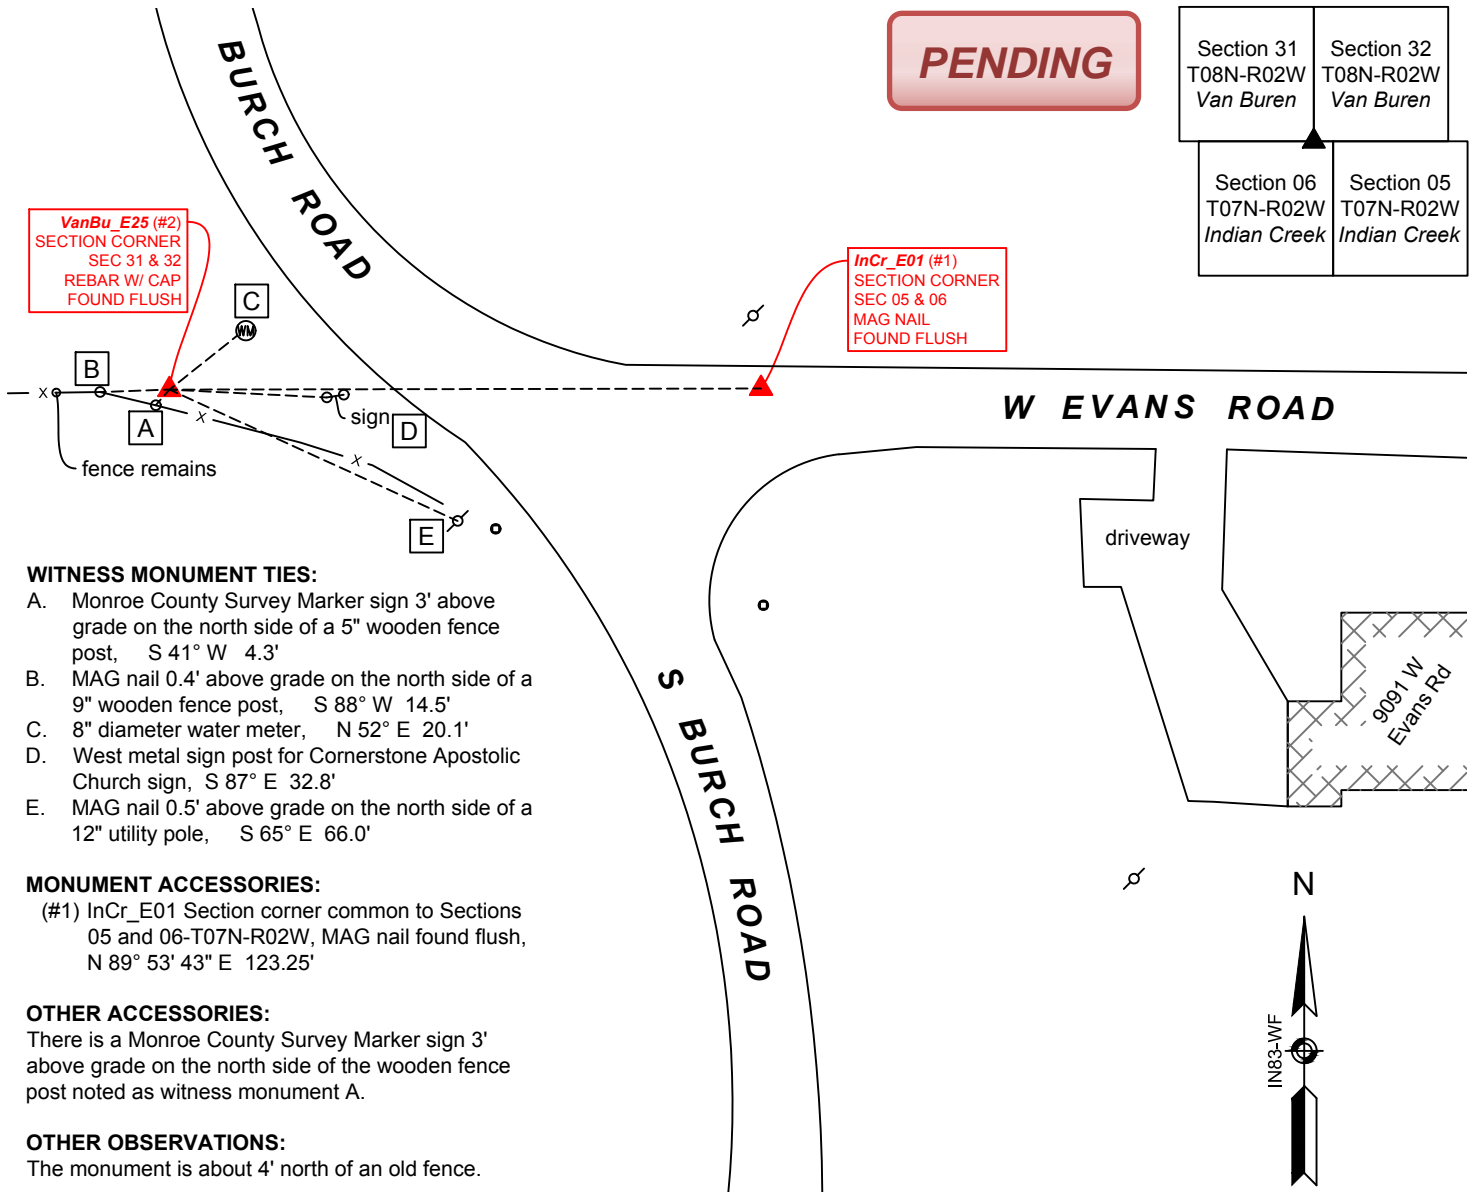 BURCH ROAD
PENDING
Section 31
T08N-R02W
Van Buren
Section 32
T08N-R02W
Van Buren
Section 06
T07N-R02W
Indian Creek
Section 05
T07N-R02W
Indian Creek
VanBu_E25 (#2)
SECTION CORNER
SEC 31 & 32
REBAR W/ CAP
FOUND FLUSH
InCr_E01 (#1)
SECTION CORNER
SEC 05 & 06
MAG NAIL
FOUND FLUSH
C
WM
B
X
A
X
sign
D
X
fence remains
E
W EVANS ROAD
driveway
9091 W
Evans Rd
S BURCH ROAD
WITNESS MONUMENT TIES:
A. Monroe County Survey Marker sign 3' above
grade on the north side of a 5" wooden fence
post, S 41° W 4.3'
B. MAG nail 0.4' above grade on the north side of a
9" wooden fence post, S 88° W 14.5'
C. 8" diameter water meter, N 52° E 20.1'
D. West metal sign post for Cornerstone Apostolic
Church sign, S 87° E 32.8'
E. MAG nail 0.5' above grade on the north side of a
12" utility pole, S 65° E 66.0'
MONUMENT ACCESSORIES:
(#1) InCr_E01 Section corner common to Sections
05 and 06-T07N-R02W, MAG nail found flush,
N 89° 53' 43" E 123.25'
OTHER ACCESSORIES:
There is a Monroe County Survey Marker sign 3'
above grade on the north side of the wooden fence
post noted as witness monument A.
OTHER OBSERVATIONS:
The monument is about 4' north of an old fence.
N
IN83-WF